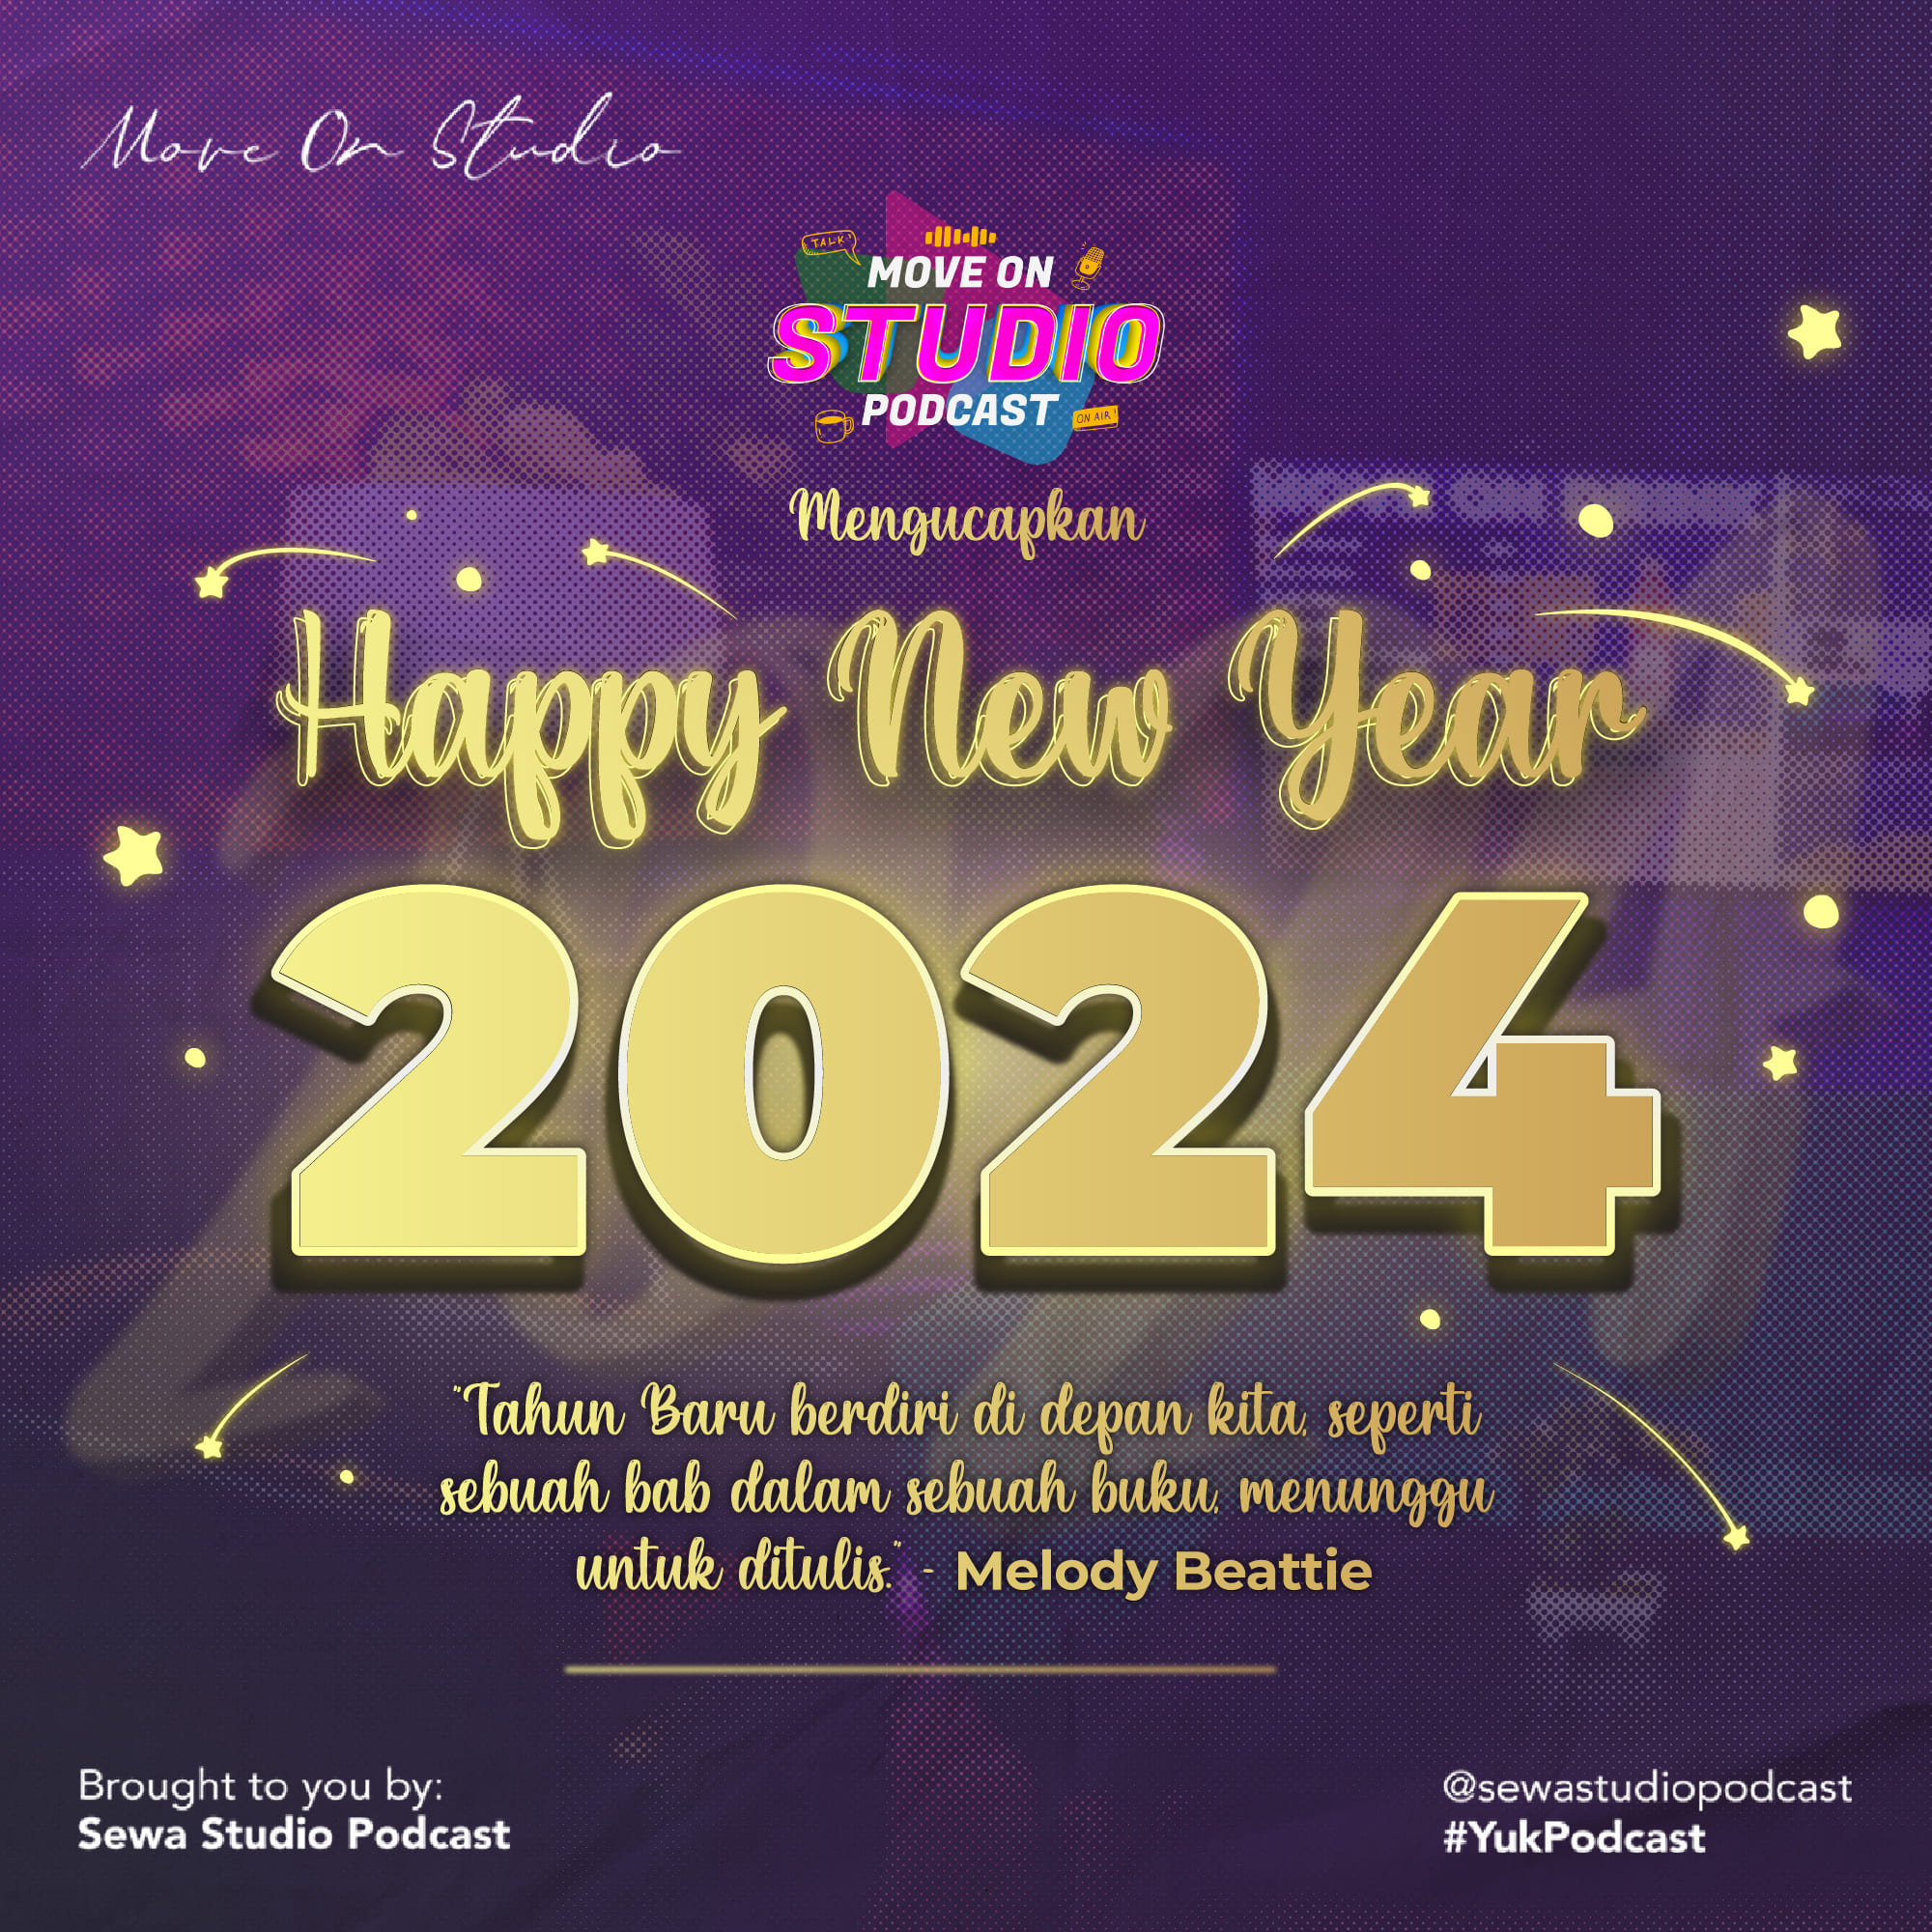 Move On Studio
TALK!
MOVE ON
STUDIO
PODCAST
ON AIR!
Mengucapkan
Happy New Year
2024
"Tahun Baru berdiri di depan kita, seperti
sebuah bab dalam sebuah buku, menunggu
untuk ditulis." - Melody Beattie
Brought to you by:
Sewa Studio Podcast
@sewastudiopodcast
#YukPodcast